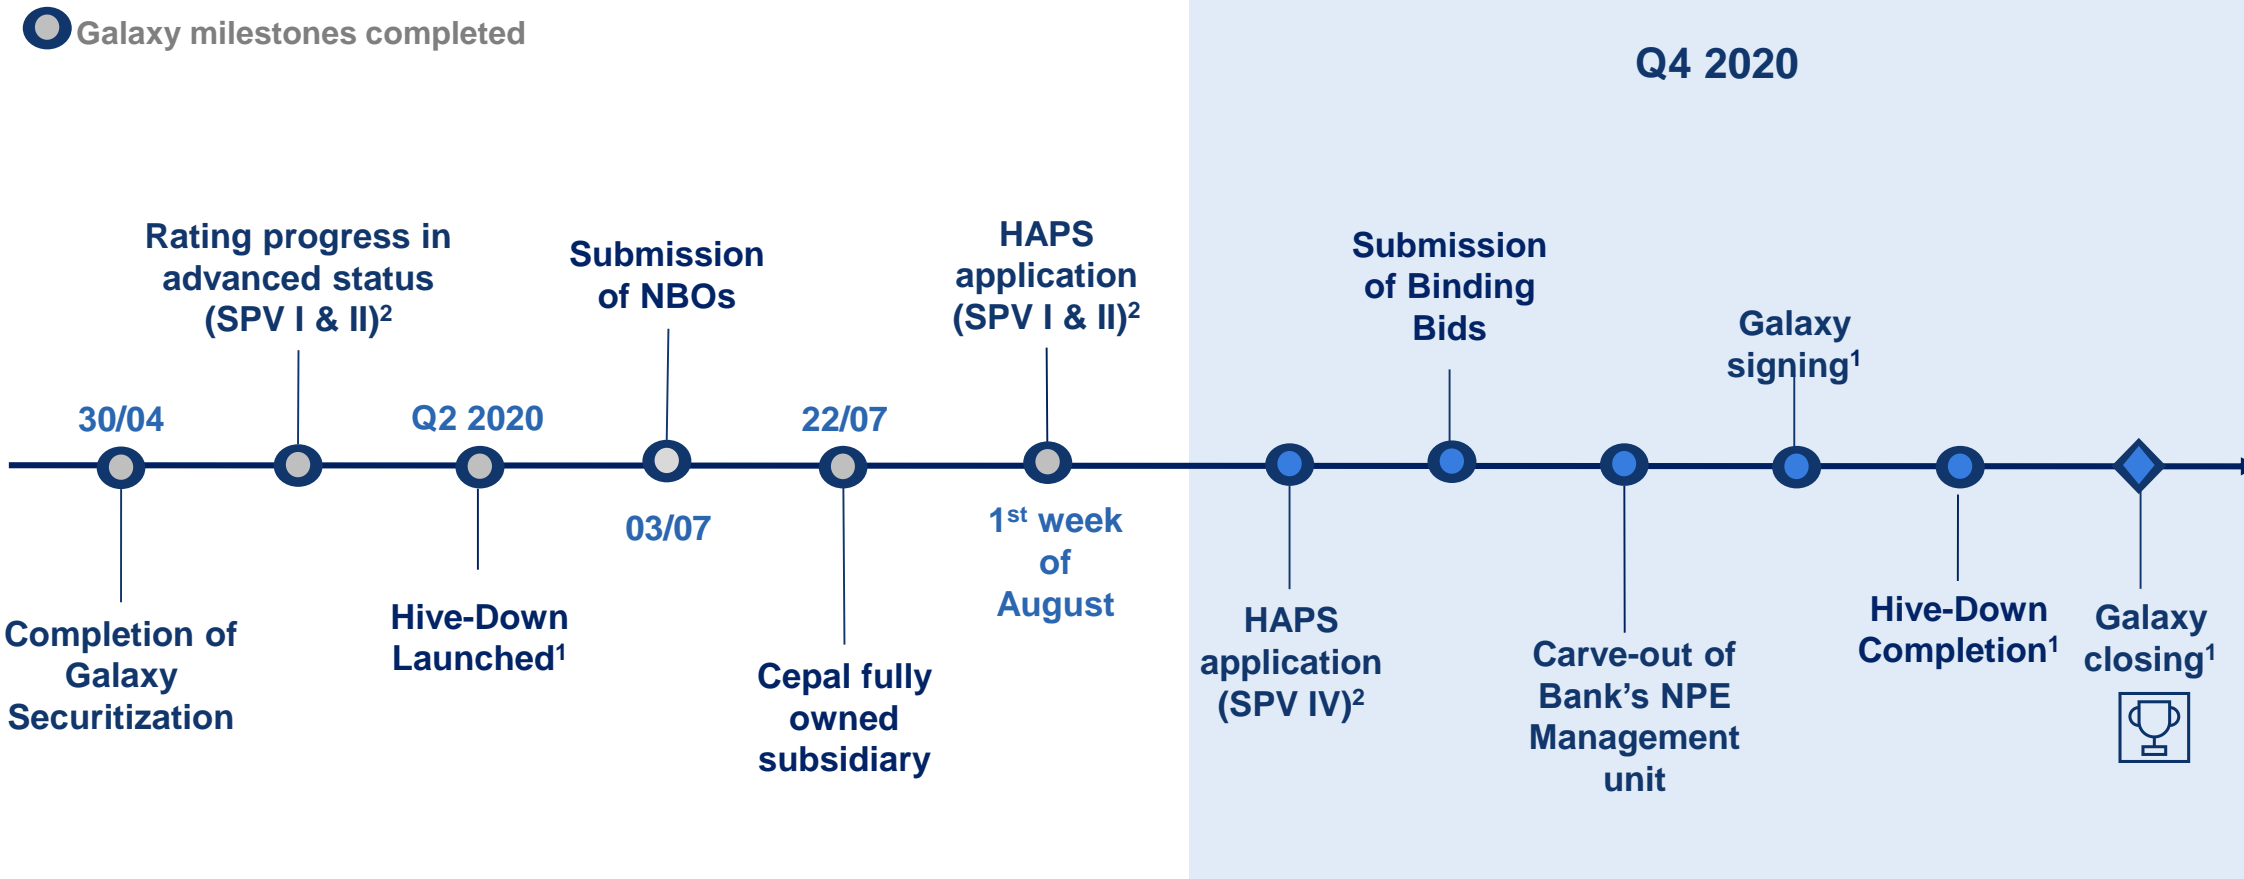 Galaxy milestones completed
Q4 2020
Rating progress in
advanced status
(SPV I & II)²
Submission
of NBOs
HAPS
application
(SPV I & II)²
Submission
of Binding
Bids
Galaxy
signing¹
30/04
Q2 2020
22/07
03/07
1st week
of
August
Completion of
Galaxy
Securitization
Hive-Down
Launched¹
Cepal fully
owned
subsidiary
HAPS
application
(SPV IV)²
Carve-out of
Bank’s NPE
Management
unit
Hive-Down
Completion¹
Galaxy
closing¹